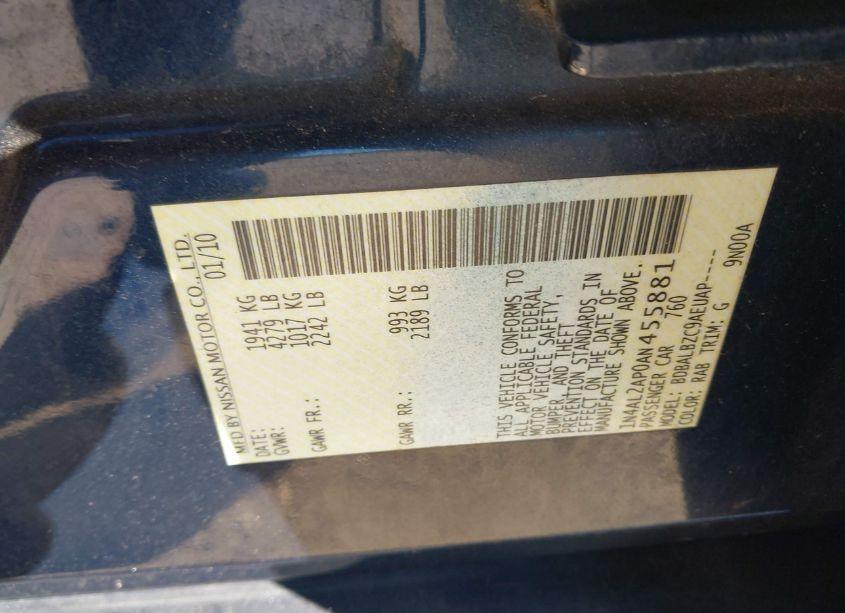 MFD BY NISSAN MOTOR CO., LTD.
DATE: 01/10
GVWR: 1941 KG
4279 LB
GAWR FR.: 1017 KG
2242 LB
GAWR RR.: 993 KG
2189 LB
THIS VEHICLE CONFORMS TO
ALL APPLICABLE FEDERAL
MOTOR VEHICLE SAFETY,
BUMPER, AND THEFT
PREVENTION STANDARDS IN
EFFECT ON THE DATE OF
MANUFACTURE SHOWN ABOVE.
1N4AL2AP0AN455881
PASSENGER CAR 760
MODEL: BDBALBZC9AEUAP----
COLOR: RAB TRIM: G 9N00A